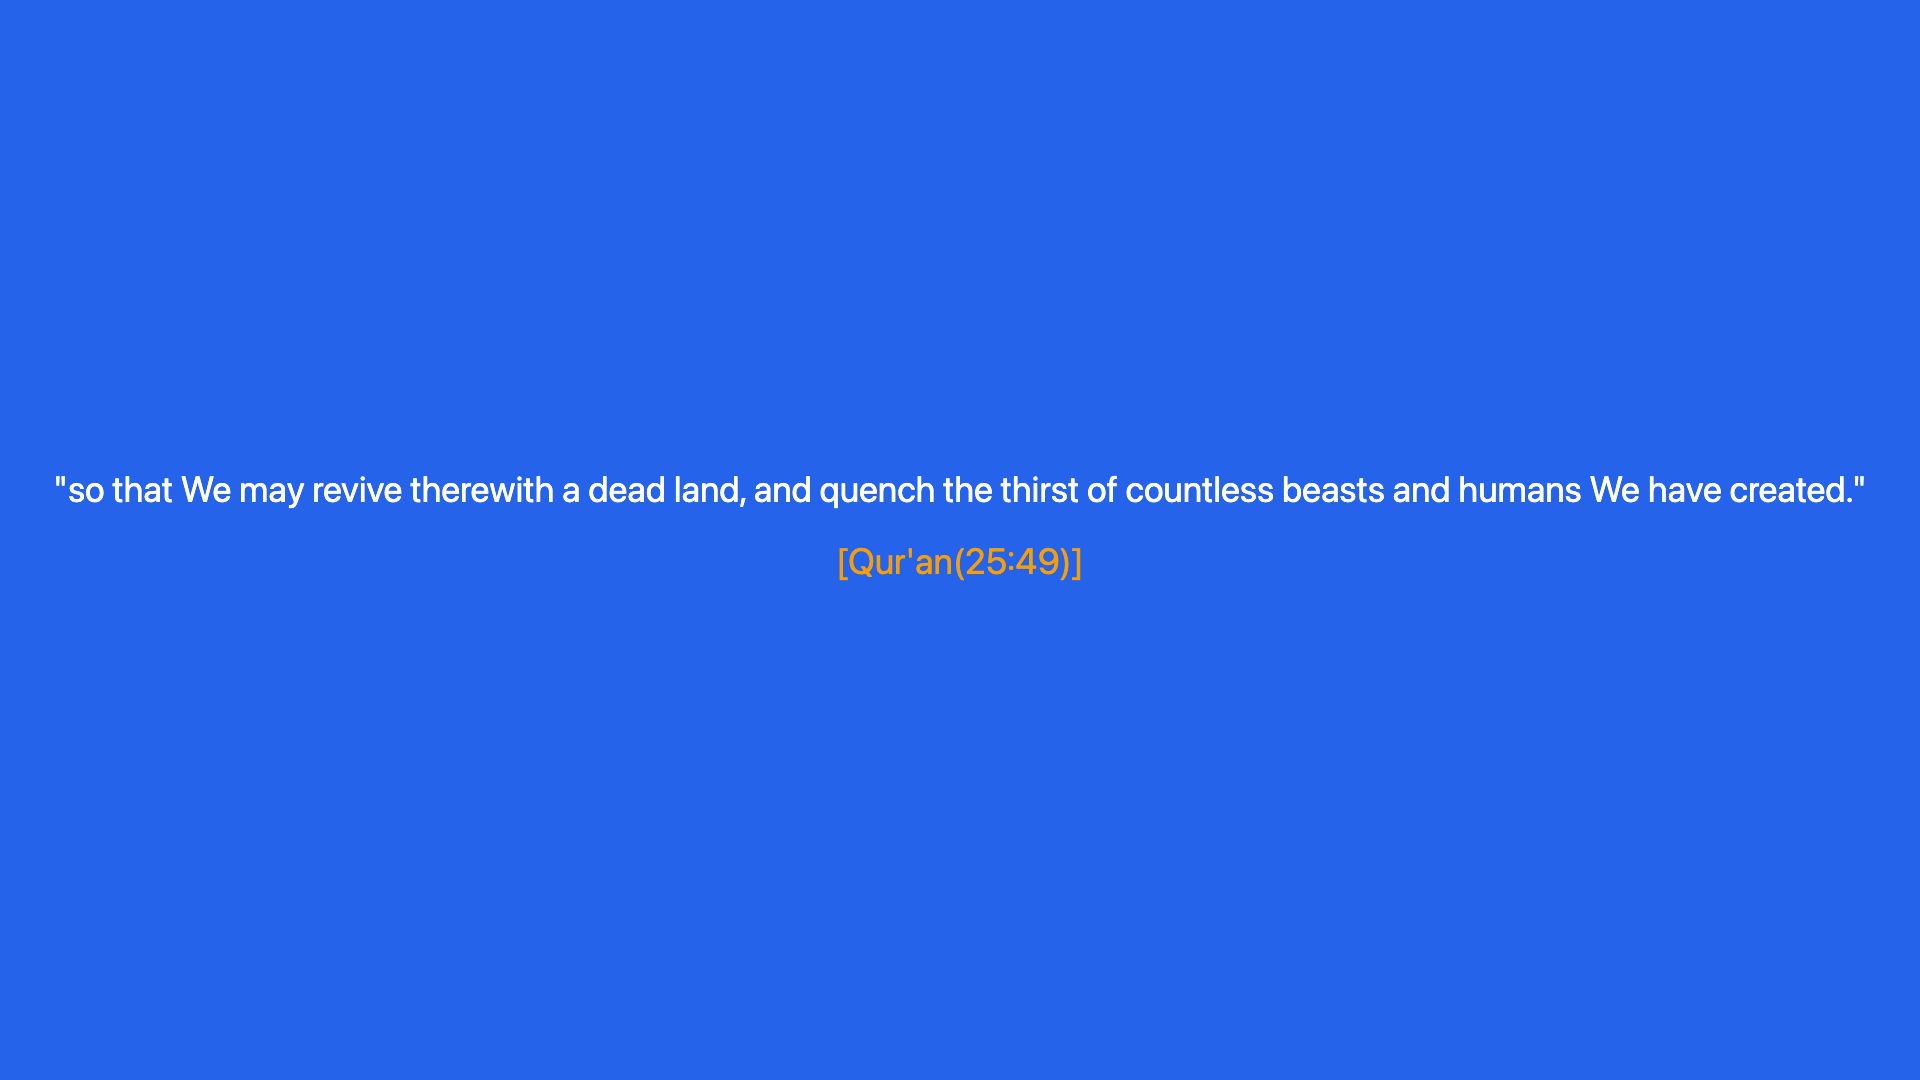 "so that We may revive therewith a dead land, and quench the thirst of countless beasts and humans We have created."
[Qur'an(25:49)]